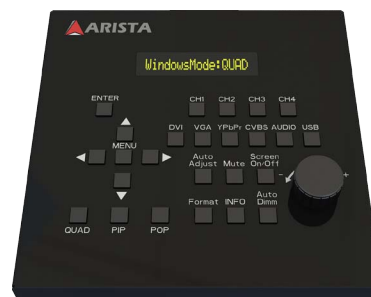 ARISTA
WindowsMode:QUAD
ENTER
CH1 CH2 CH3 CH4
MENU
DVI VGA YPbPr CVBS AUDIO USB
Auto Adjust Mute Screen On/Off
- +
Format INFO Auto Dimm
QUAD PIP POP